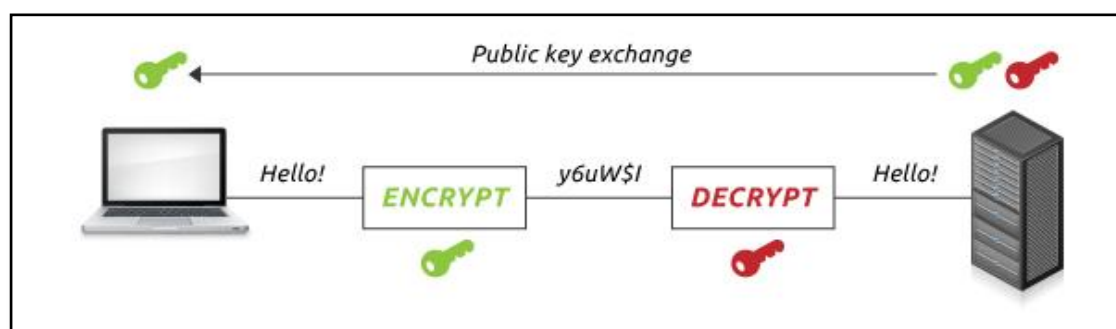 Public key exchange
Hello!
ENCRYPT
y6uW$I
DECRYPT
Hello!